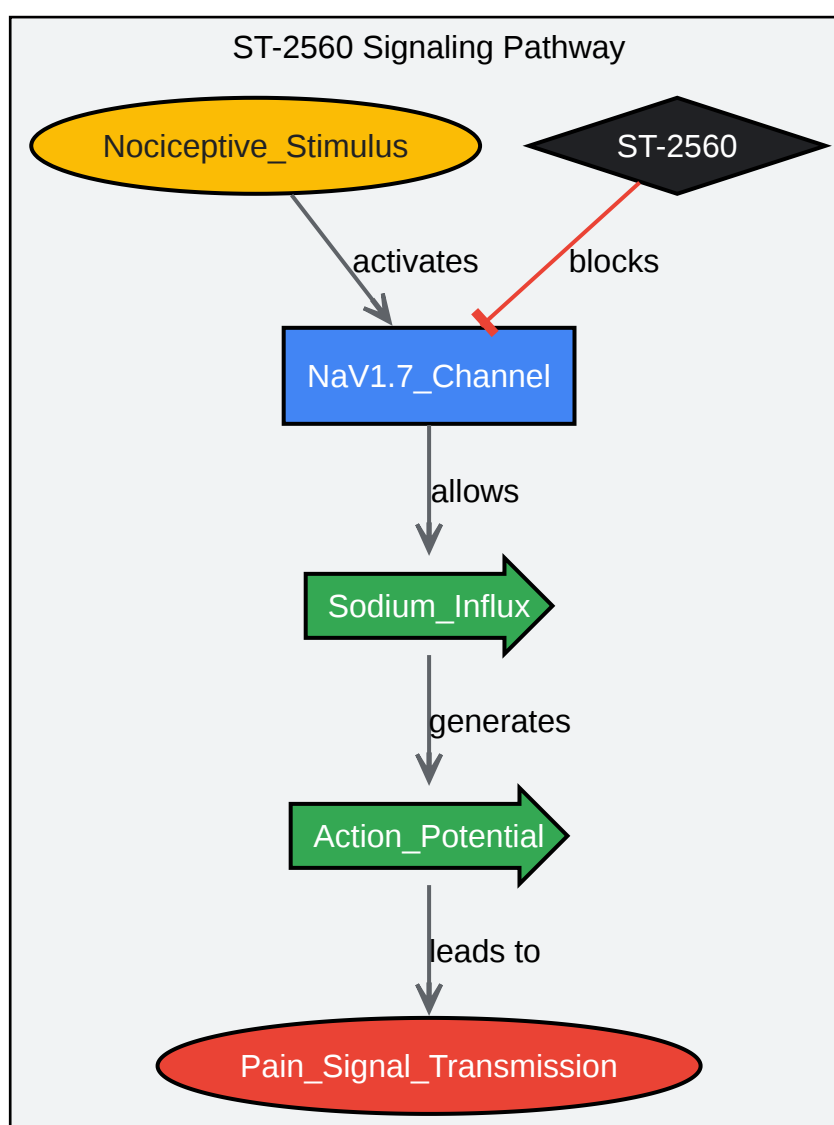 ST-2560 Signaling Pathway
Nociceptive_Stimulus
ST-2560
activates
blocks
NaV1.7_Channel
allows
Sodium_Influx
generates
Action_Potential
leads to
Pain_Signal_Transmission